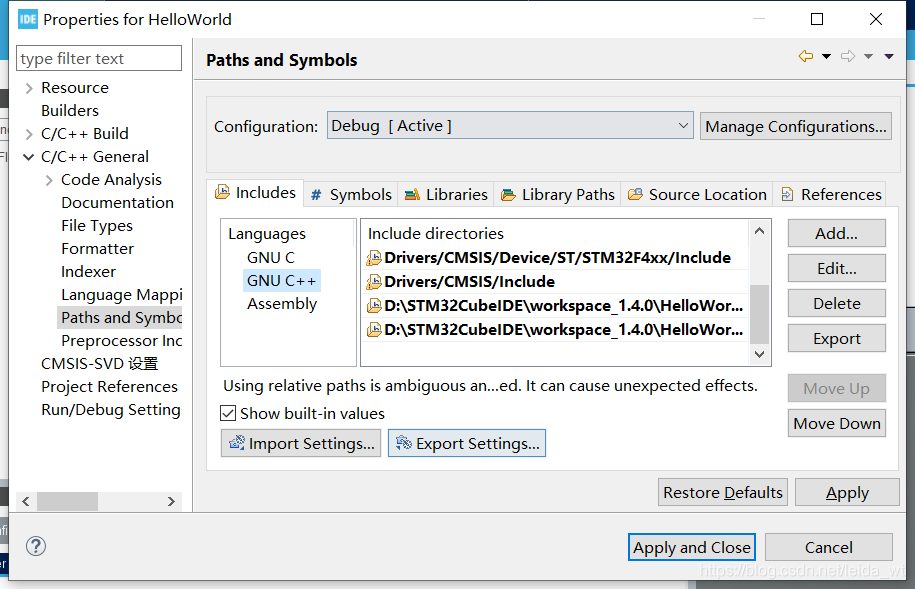 IDE Properties for HelloWorld
type filter text
Resource
Builders
C/C++ Build
C/C++ General
Code Analysis
Documentation
File Types
Formatter
Indexer
Language Mappi
Paths and Symbo
Preprocessor Inc
CMSIS-SVD 设置
Project References
Run/Debug Setting
Paths and Symbols
Configuration: Debug [ Active ] Manage Configurations...
Includes # Symbols Libraries Library Paths Source Location References
Languages
GNU C
GNU C++
Assembly
Include directories
Drivers/CMSIS/Device/ST/STM32F4xx/Include
Drivers/CMSIS/Include
D:\STM32CubeIDE\workspace_1.4.0\HelloWor...
D:\STM32CubeIDE\workspace_1.4.0\HelloWor...
Add...
Edit...
Delete
Export
Move Up
Move Down
Using relative paths is ambiguous an...ed. It can cause unexpected effects.
Show built-in values
Import Settings... Export Settings...
Restore Defaults Apply
Apply and Close Cancel